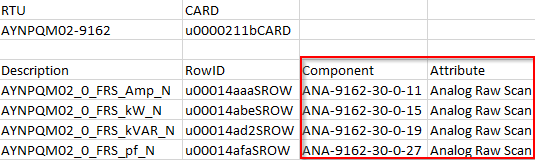 RTU CARD
AYNPQM02-9162 u0000211bCARD
Description RowID Component Attribute
AYNPQM02_0_FRS_Amp_N u00014aaaSROW ANA-9162-30-0-11 Analog Raw Scan
AYNPQM02_0_FRS_kW_N u00014abeSROW ANA-9162-30-0-15 Analog Raw Scan
AYNPQM02_0_FRS_kVAR_N u00014ad2SROW ANA-9162-30-0-19 Analog Raw Scan
AYNPQM02_0_FRS_pf_N u00014afaSROW ANA-9162-30-0-27 Analog Raw Scan